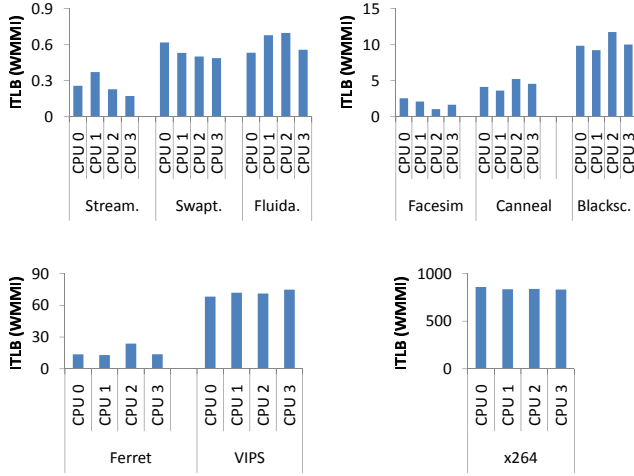 ITLB (WMMI)
0.9
0.6
0.3
0
CPU 0 CPU 1 CPU 2 CPU 3 CPU 0 CPU 1 CPU 2 CPU 3 CPU 0 CPU 1 CPU 2 CPU 3
Stream. Swapt. Fluida.
ITLB (WMMI)
15
10
5
0
CPU 0 CPU 1 CPU 2 CPU 3 CPU 0 CPU 1 CPU 2 CPU 3 CPU 0 CPU 1 CPU 2 CPU 3
Facesim Canneal Blacksc.
ITLB (WMMI)
90
60
30
0
CPU 0 CPU 1 CPU 2 CPU 3 CPU 0 CPU 1 CPU 2 CPU 3
Ferret VIPS
ITLB (WMMI)
1000
500
0
CPU 0 CPU 1 CPU 2 CPU 3
x264